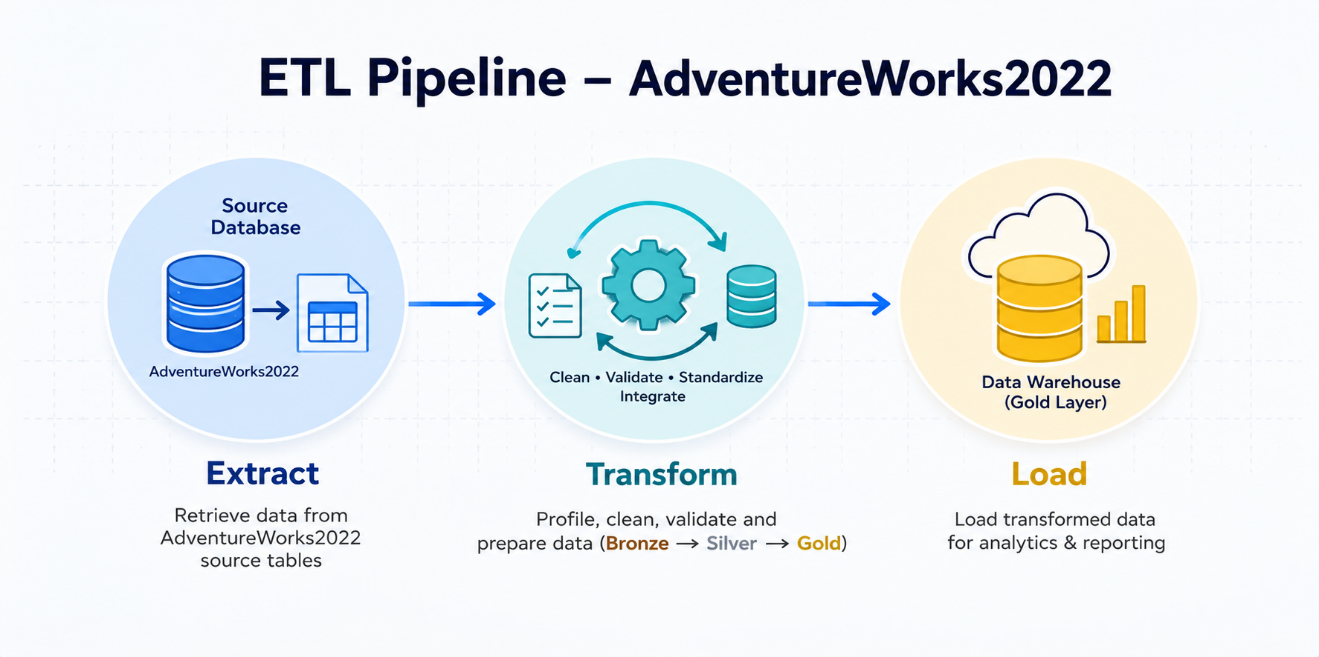 ETL Pipeline – AdventureWorks2022
Source
Database
AdventureWorks2022
Extract
Retrieve data from
AdventureWorks2022
source tables
Clean • Validate • Standardize
Integrate
Transform
Profile, clean, validate and
prepare data (Bronze → Silver → Gold)
Data Warehouse
(Gold Layer)
Load
Load transformed data
for analytics & reporting